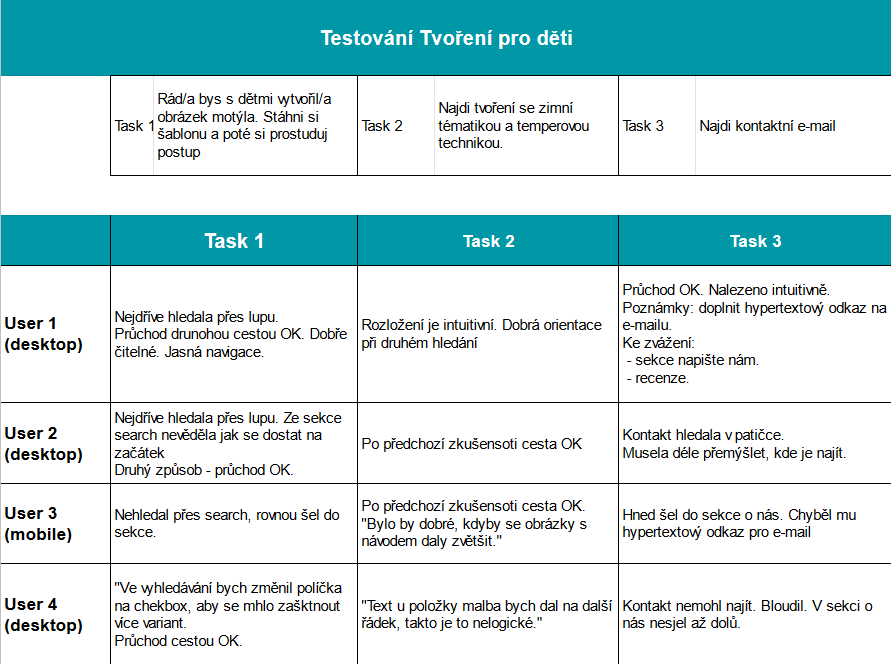 Testování Tvoření pro děti
Task 1
Rád/a bys s dětmi vytvořil/a
obrázek motýla. Stáhni si
šablonu a poté si prostuduj
postup
Task 2
Najdi tvoření se zimní
tématikou a temperovou
technikou.
Task 3
Najdi kontaktní e-mail
Task 1
Task 2
Task 3
User 1
(desktop)
Nejdříve hledala přes lupu.
Průchod drunohou cestou OK. Dobře
čitelné. Jasná navigace.
Rozložení je intuitivní. Dobrá orientace
při druhém hledání
Průchod OK. Nalezeno intuitivně.
Poznámky: doplnit hypertextový odkaz na
e-mailu.
Ke zvážení:
- sekce napište nám.
- recenze.
User 2
(desktop)
Nejdříve hledala přes lupu. Ze sekce
search nevěděla jak se dostat na
začátek
Druhý způsob - průchod OK.
Po předchozí zkušensoti cesta OK
Kontakt hledala v patičce.
Musela déle přemýšlet, kde je najít.
User 3
(mobile)
Nehledal přes search, rovnou šel do
sekce.
Po předchozí zkušensoti cesta OK.
"Bylo by dobré, kdyby se obrázky s
návodem daly zvětšit."
Hned šel do sekce o nás. Chyběl mu
hypertextový odkaz pro e-mail
User 4
(desktop)
"Ve vyhledávání bych změnil políčka
na chekbox, aby se mhlo zašktnout
více variant.
Průchod cestou OK.
"Text u položky malba bych dal na další
řádek, takto je to nelogické."
Kontakt nemohl najít. Bloudil. V sekci o
nás nesjel až dolů.